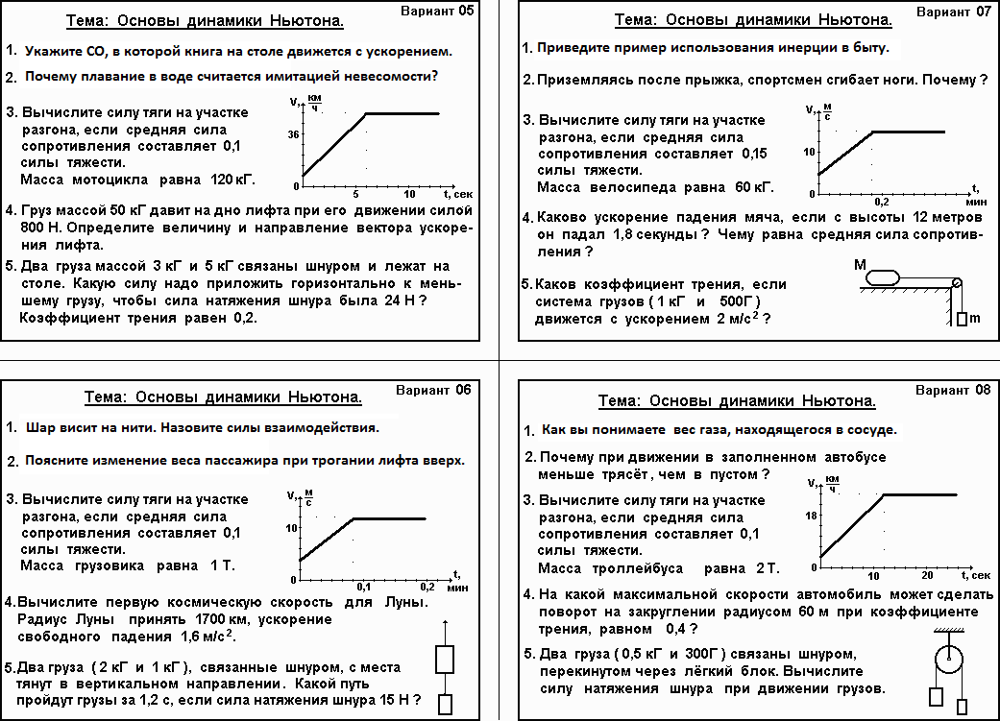 Вариант 05
Тема: Основы динамики Ньютона.
1. Укажите СО, в которой книга на столе движется с ускорением.
2. Почему плавание в воде считается имитацией невесомости?
3. Вычислите силу тяги на участке
разгона, если средняя сила
сопротивления составляет 0,1
силы тяжести.
Масса мотоцикла равна 120 кГ.
V, км/ч
36
0
5 10 t, сек
4. Груз массой 50 кГ давит на дно лифта при его движении силой
800 Н. Определите величину и направление вектора ускоре-
ния лифта.
5. Два груза массой 3 кГ и 5 кГ связаны шнуром и лежат на
столе. Какую силу надо приложить горизонтально к мень-
шему грузу, чтобы сила натяжения шнура была 24 Н ?
Коэффициент трения равен 0,2.
Вариант 07
Тема: Основы динамики Ньютона.
1. Приведите пример использования инерции в быту.
2. Приземляясь после прыжка, спортсмен сгибает ноги. Почему ?
3. Вычислите силу тяги на участке
разгона, если средняя сила
сопротивления составляет 0,15
силы тяжести.
Масса велосипеда равна 60 кГ.
V, м/с
10
0
0,2
t, мин
4. Каково ускорение падения мяча, если с высоты 12 метров
он падал 1,8 секунды ? Чему равна средняя сила сопротив-
ления ?
5. Каков коэффициент трения, если
система грузов ( 1 кГ и 500Г )
движется с ускорением 2 м/с² ?
M
m
Вариант 06
Тема: Основы динамики Ньютона.
1. Шар висит на нити. Назовите силы взаимодействия.
2. Поясните изменение веса пассажира при трогании лифта вверх.
3. Вычислите силу тяги на участке
разгона, если средняя сила
сопротивления составляет 0,1
силы тяжести.
Масса грузовика равна 1 Т.
V, м/с
10
0
0,1 0,2
t, мин
4. Вычислите первую космическую скорость для Луны.
Радиус Луны принять 1700 км, ускорение
свободного падения 1,6 м/с².
5. Два груза ( 2 кГ и 1 кГ ), связанные шнуром, с места
тянут в вертикальном направлении. Какой путь
пройдут грузы за 1,2 с, если сила натяжения шнура 15 Н ?
Вариант 08
Тема: Основы динамики Ньютона.
1. Как вы понимаете вес газа, находящегося в сосуде.
2. Почему при движении в заполненном автобусе
меньше трясёт, чем в пустом ?
3. Вычислите силу тяги на участке
разгона, если средняя сила
сопротивления составляет 0,1
силы тяжести.
Масса троллейбуса равна 2 Т.
V, км/ч
18
0
10 20 t, сек
4. На какой максимальной скорости автомобиль может сделать
поворот на закруглении радиусом 60 м при коэффициенте
трения, равном 0,4 ?
5. Два груза ( 0,5 кГ и 300Г ) связаны шнуром,
перекинутом через лёгкий блок. Вычислите
силу натяжения шнура при движении грузов.